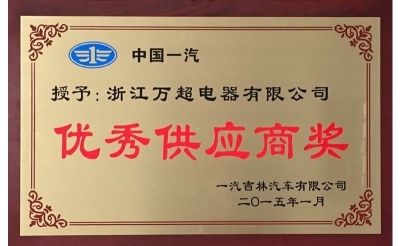 中国一汽
授予：浙江万超电器有限公司
优秀供应商奖
一汽吉林汽车有限公司
二〇一五年一月